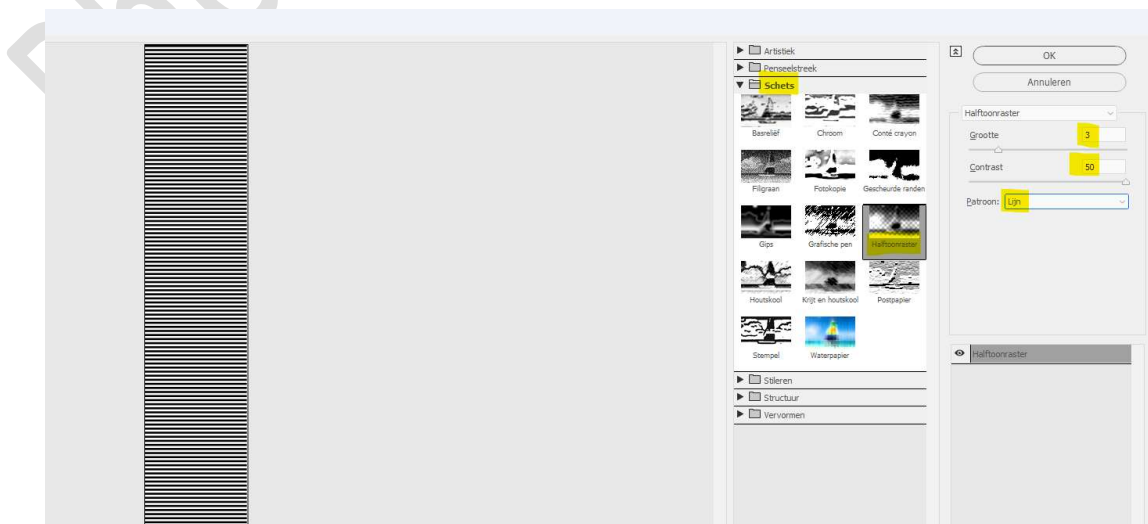 Artistiek
Penseelstreek
Schets
Basreliëf Chroom Conté crayon
Filigraan Fotokopie Gescheurde randen
Gips Grafische pen Halftoonraster
Houtskool Krijt en houtskool Postpapier
Stempel Waterpapier
Stileren
Structuur
Vervormen
OK
Annuleren
Halftoonraster
Grootte 3
Contrast 50
Patroon: Lijn
Halftoonraster